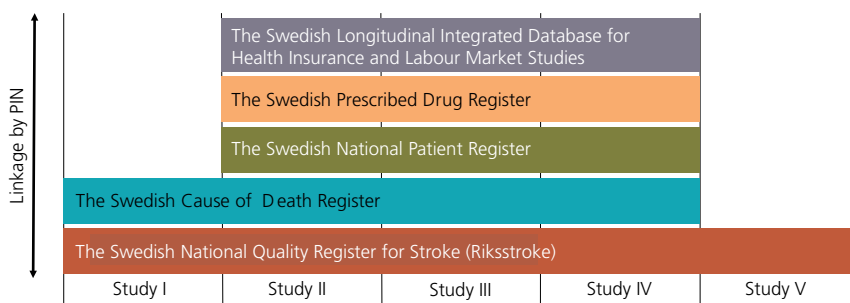 Linkage by PIN
The Swedish Longitudinal Integrated Database for
Health Insurance and Labour Market Studies
The Swedish Prescribed Drug Register
The Swedish National Patient Register
The Swedish Cause of Death Register
The Swedish National Quality Register for Stroke (Riksstroke)
Study I
Study II
Study III
Study IV
Study V